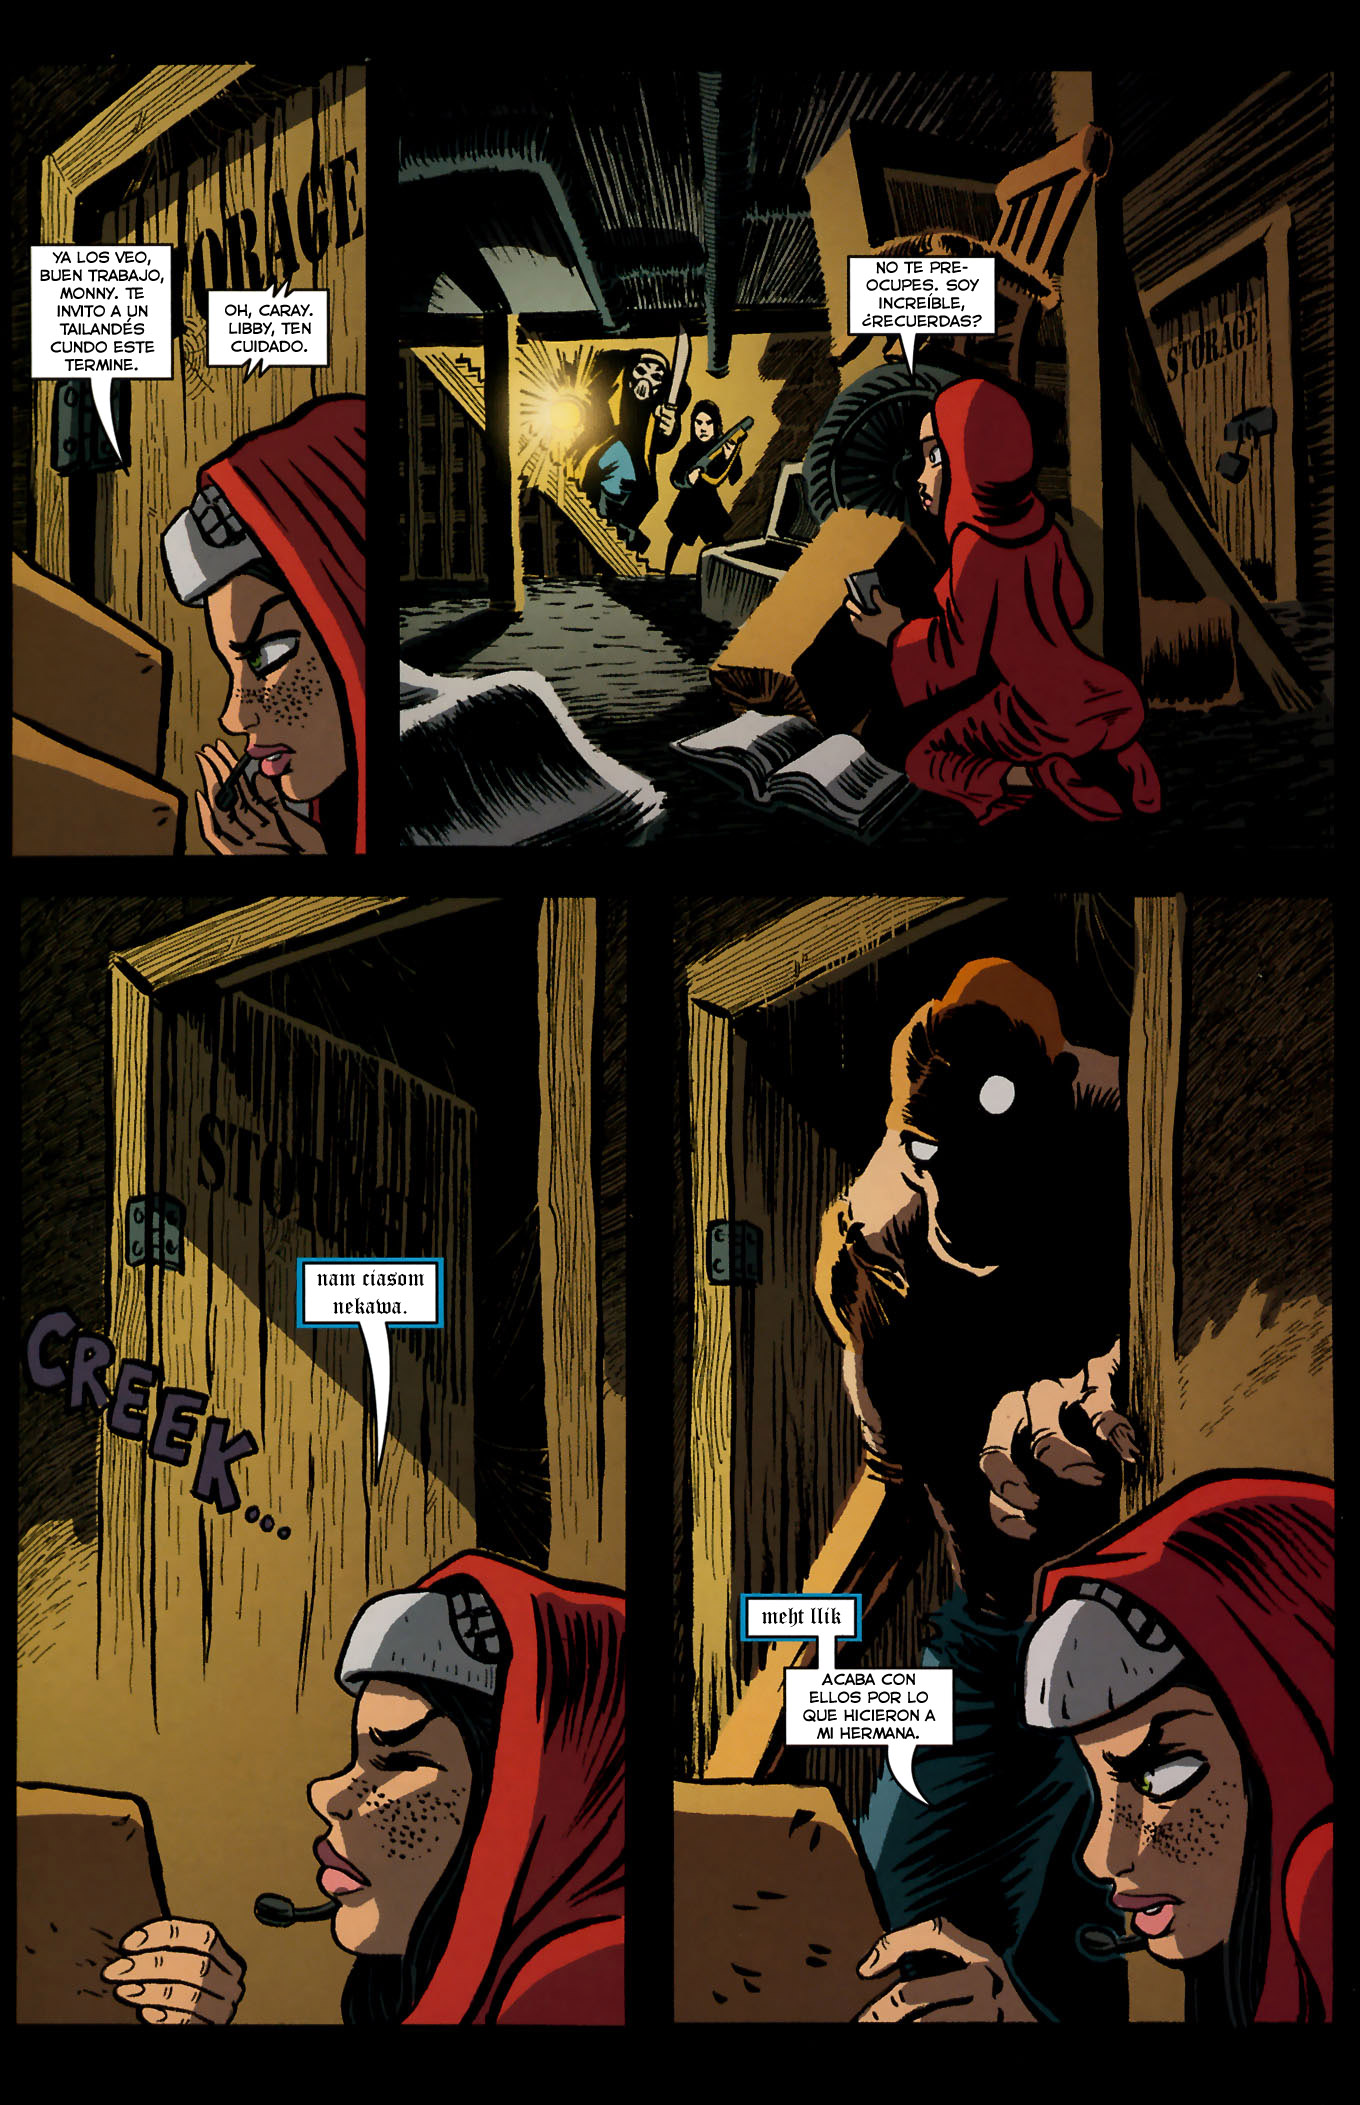 STORAGE
YA LOS VEO,
BUEN TRABAJO,
MONNY. TE
INVITO A UN
TAILANDÉS
CUNDO ESTE
TERMINE.
OH, CARAY.
LIBBY, TEN
CUIDADO.
NO TE PRE-
OCUPES. SOY
INCREÍBLE,
¿RECUERDAS?
STORAGE
STORAGE
nam ciasom
nekawa.
CREEK...
meht llik
ACABA CON
ELLOS POR LO
QUE HICIERON A
MI HERMANA.